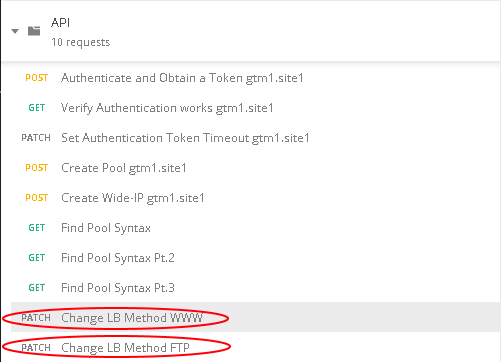 API
10 requests
POST Authenticate and Obtain a Token gtm1.site1
GET Verify Authentication works gtm1.site1
PATCH Set Authentication Token Timeout gtm1.site1
POST Create Pool gtm1.site1
POST Create Wide-IP gtm1.site1
GET Find Pool Syntax
GET Find Pool Syntax Pt.2
GET Find Pool Syntax Pt.3
PATCH Change LB Method WWW
PATCH Change LB Method FTP